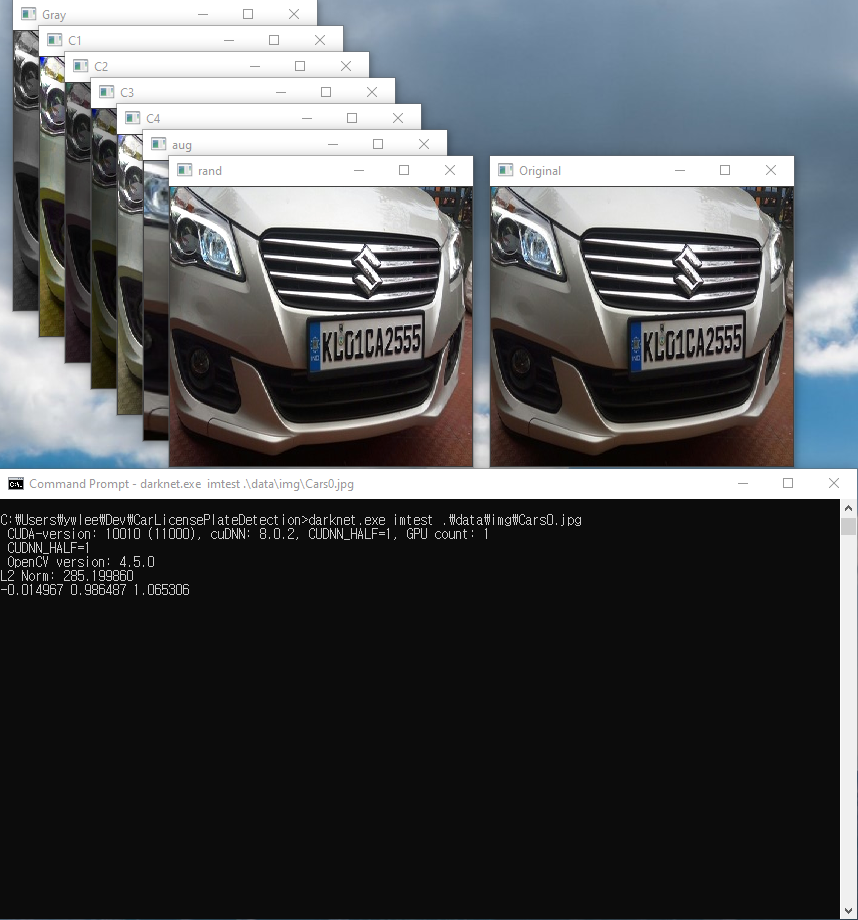 Gray
C1
C2
C3
C4
aug
rand
Original
KL01CA2555
KL01CA2555
Command Prompt - darknet.exe  imtest .\data\img\Cars0.jpg
C:₩Users₩ywlee₩Dev₩CarLicensePlateDetection>darknet.exe imtest .₩data₩img₩Cars0.jpg
CUDA-version: 10010 (11000), cuDNN: 8.0.2, CUDNN_HALF=1, GPU count: 1
CUDNN_HALF=1
OpenCV version: 4.5.0
L2 Norm: 285.199860
-0.014967 0.986487 1.065306